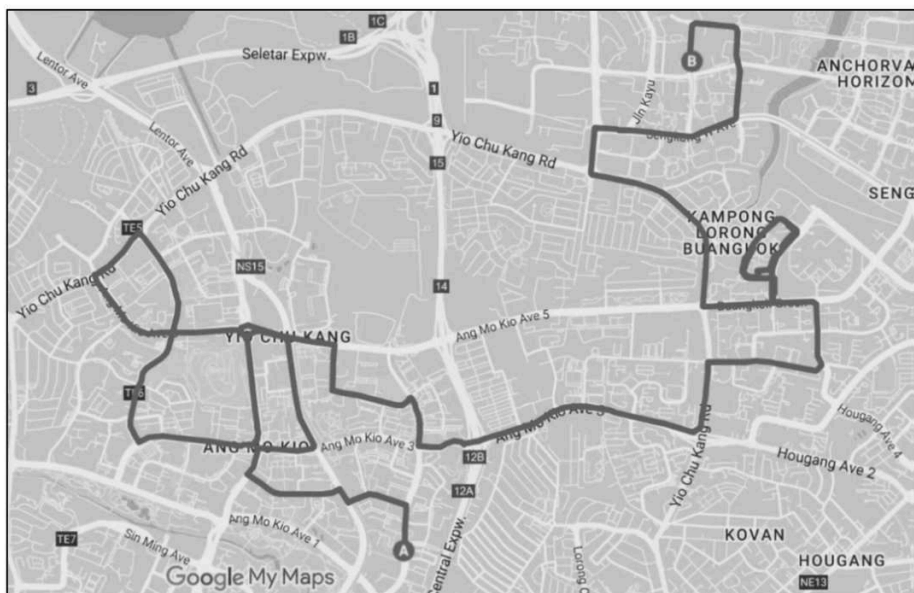 1C
1B
Seletar Expw.
Lentor Ave
3
1
B
Jln Kayu
ANCHORVA
HORIZON
9
Lentor Ave
Yio Chu Kang Rd
15
Yio Chu Kang Rd
SENG
KAMPONG
LORONG
BUANGKOK
TE5
NS15
Yio Chu Kang Rd
14
Ang Mo Kio Ave 5
YIO CHU KANG
TE6
ANG MO KIO
Ang Mo Kio Ave 3
Ang Mo Kio Ave 3
Hougang Ave 4
12B
Hougang Ave 2
12A
Yio Chu Kang Rd
Ang Mo Kio Ave 1
A
Central Expw.
KOVAN
TE7
Sin Ming Ave
HOUGANG
Google My Maps
Lorong
NE13